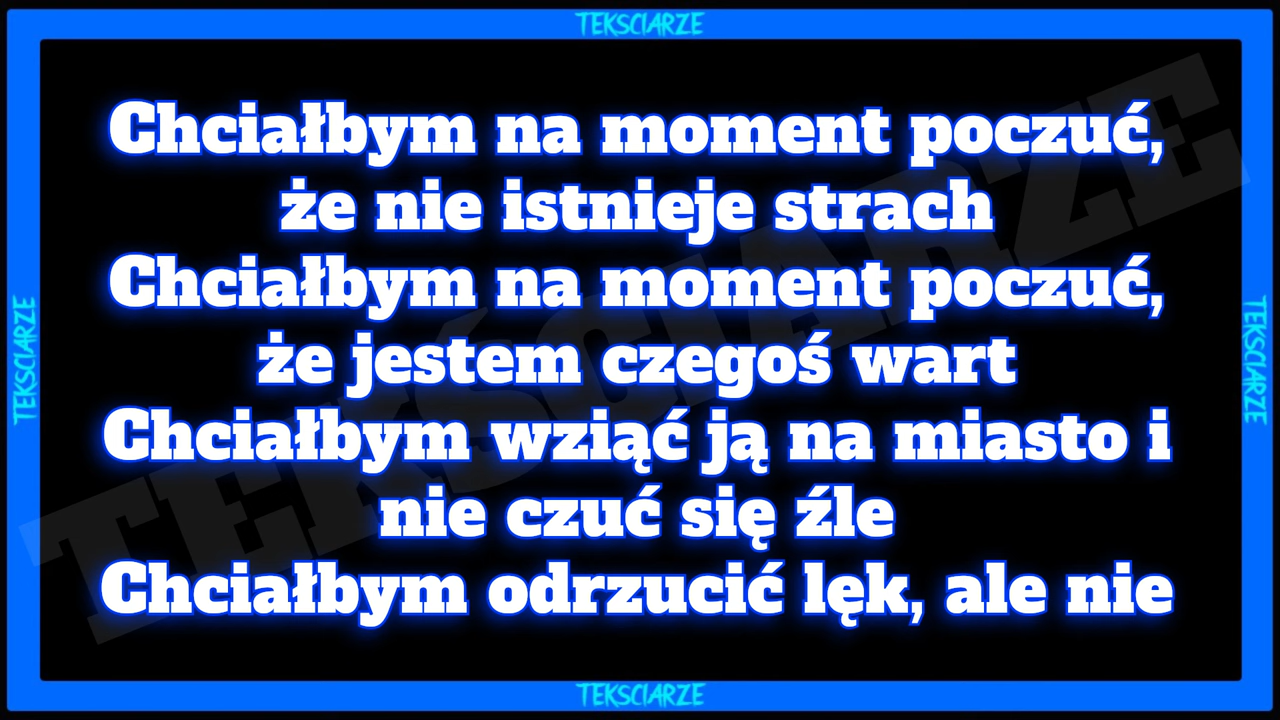 TEKSCIARZE
Chciałbym na moment poczuć,
że nie istnieje strach
Chciałbym na moment poczuć,
że jestem czegoś wart
Chciałbym wziąć ją na miasto i
nie czuć się źle
Chciałbym odrzucić lęk, ale nie
TEKŚCIARZE
TEKSCIARZE
TEKSCIARZE
TEKSCIARZE